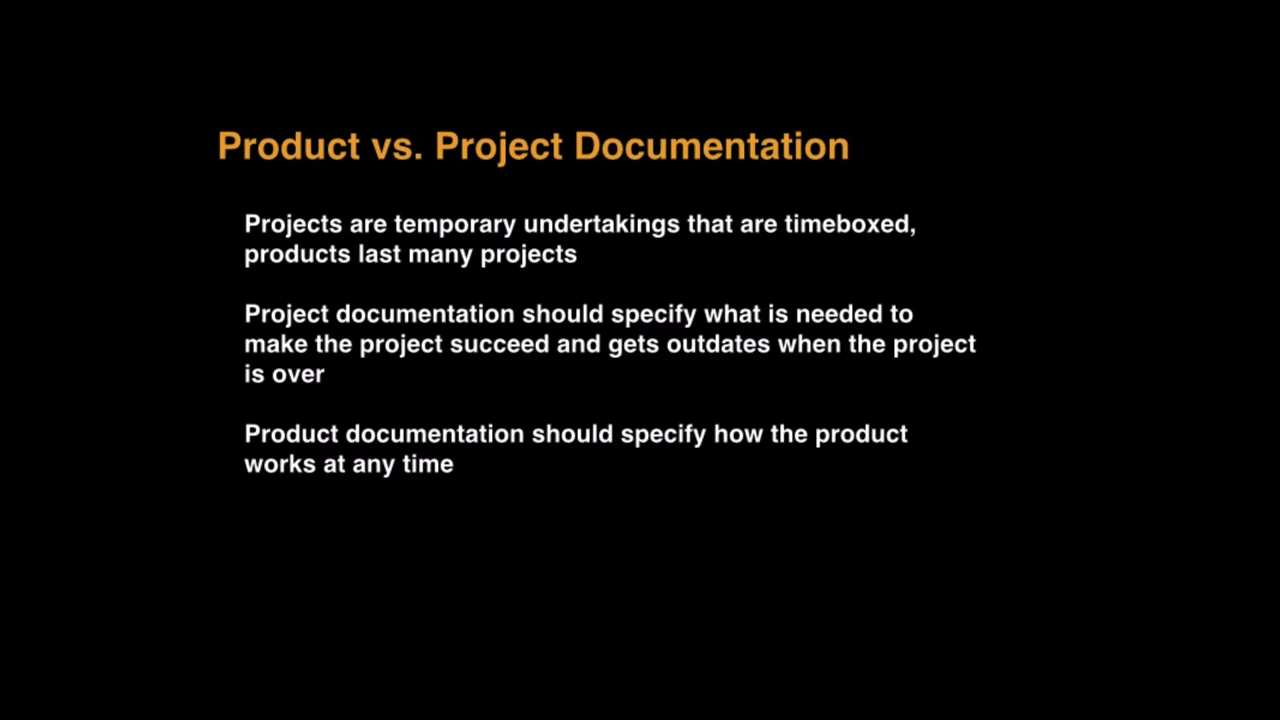 Product vs. Project Documentation
Projects are temporary undertakings that are timeboxed,
products last many projects
Project documentation should specify what is needed to
make the project succeed and gets outdates when the project
is over
Product documentation should specify how the product
works at any time